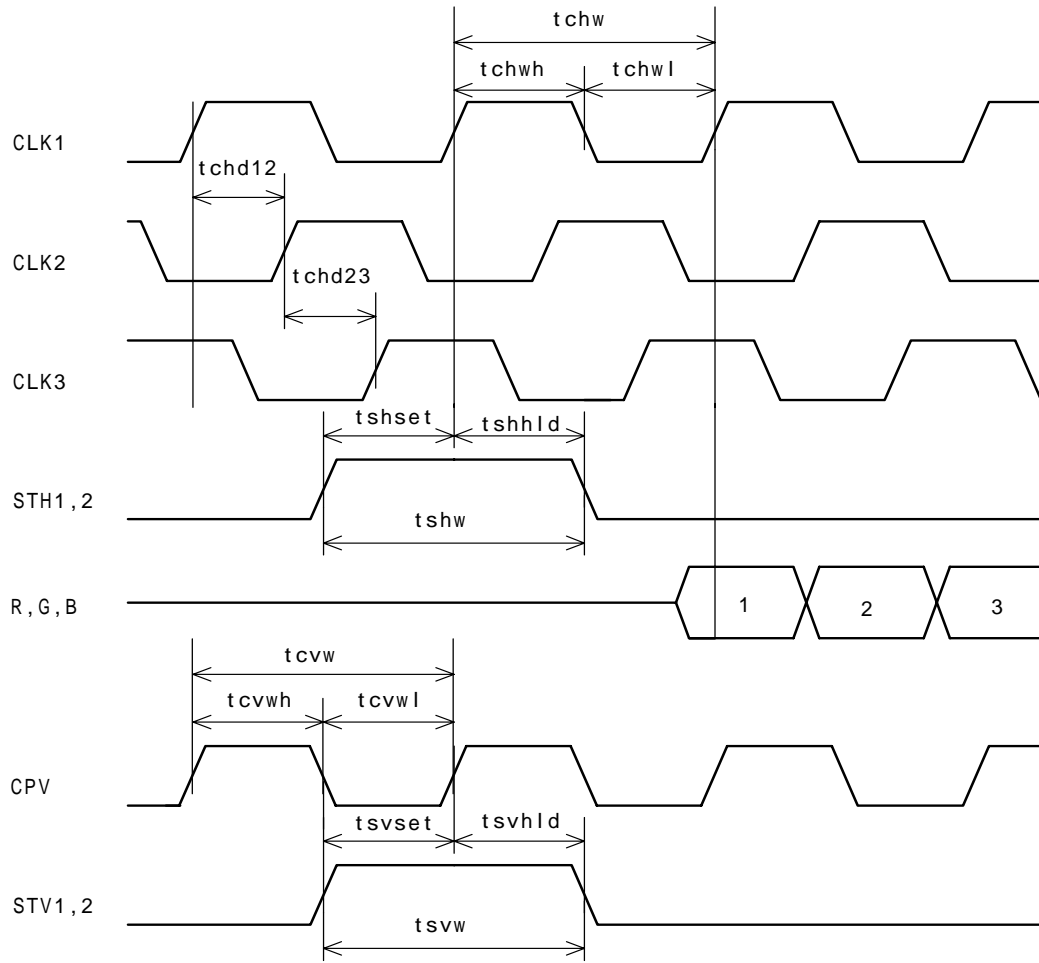 tchw
tchwh
tchwl
CLK1
tchd12
CLK2
tchd23
CLK3
tshset
tshhld
STH1,2
tshw
R,G,B
1
2
3
tcvw
tcvwh
tcvwl
CPV
tsvset
tsvhld
STV1,2
tsvw